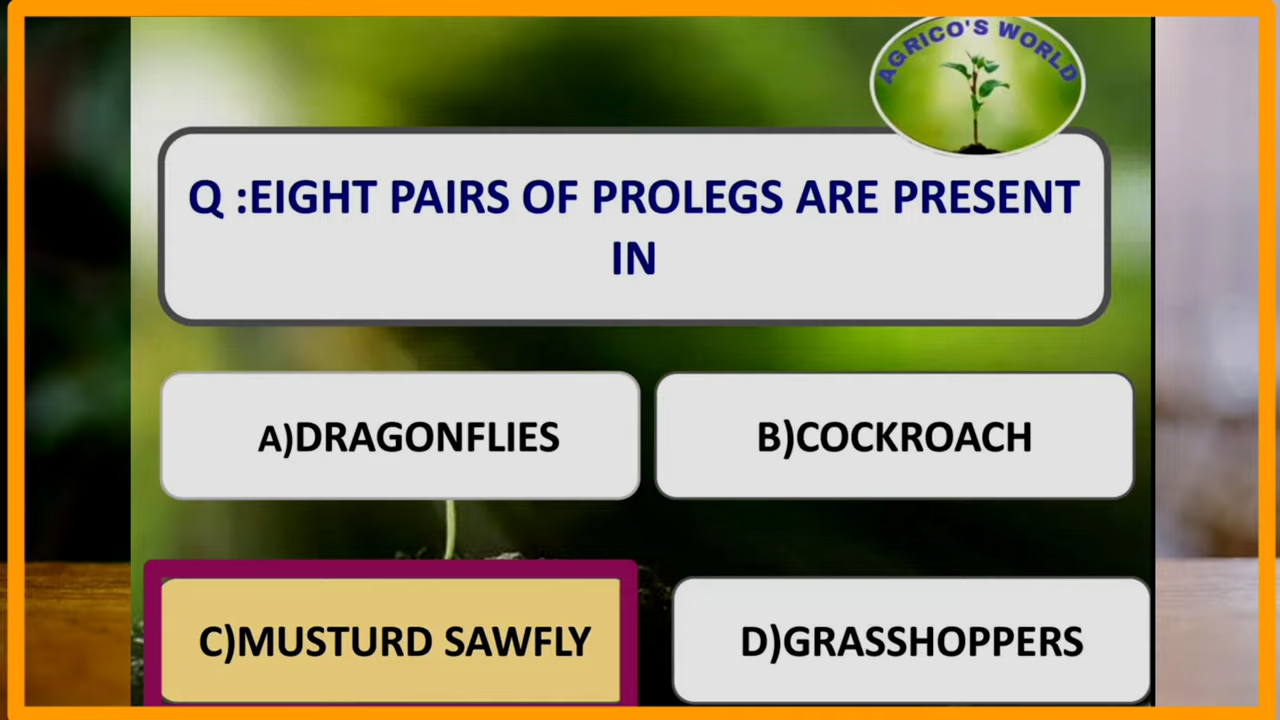 AGRICO'S WORLD
Q :EIGHT PAIRS OF PROLEGS ARE PRESENT
IN
A)DRAGONFLIES
B)COCKROACH
C)MUSTURD SAWFLY
D)GRASSHOPPERS